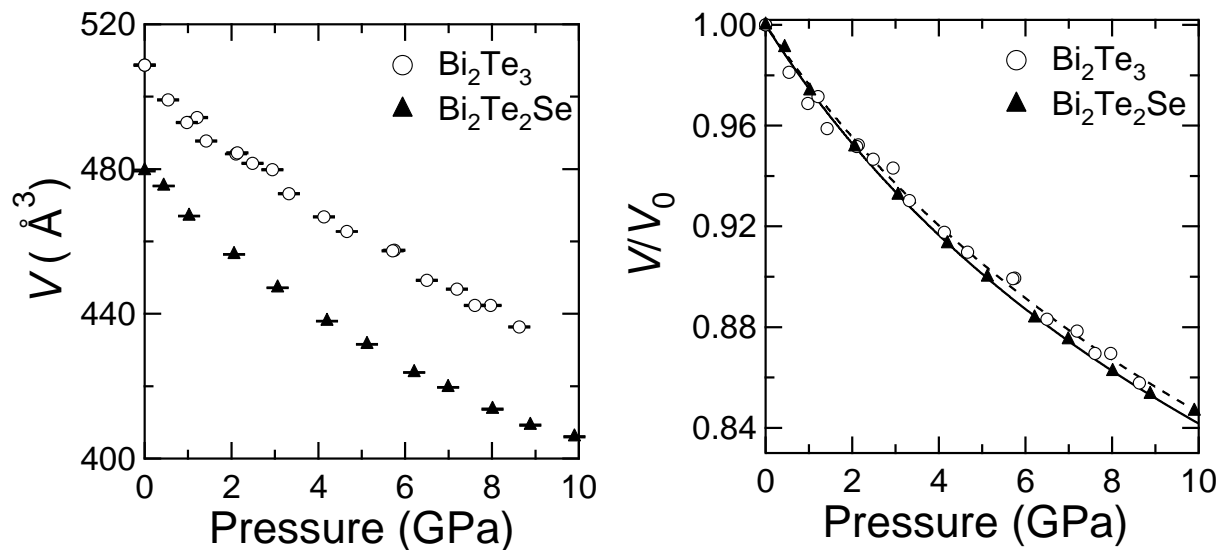 520
480
440
400
V ( Å³)
Bi₂Te₃
Bi₂Te₂Se
0 2 4 6 8 10
Pressure (GPa)
1.00
0.96
0.92
0.88
0.84
V/V₀
Bi₂Te₃
Bi₂Te₂Se
0 2 4 6 8 10
Pressure (GPa)